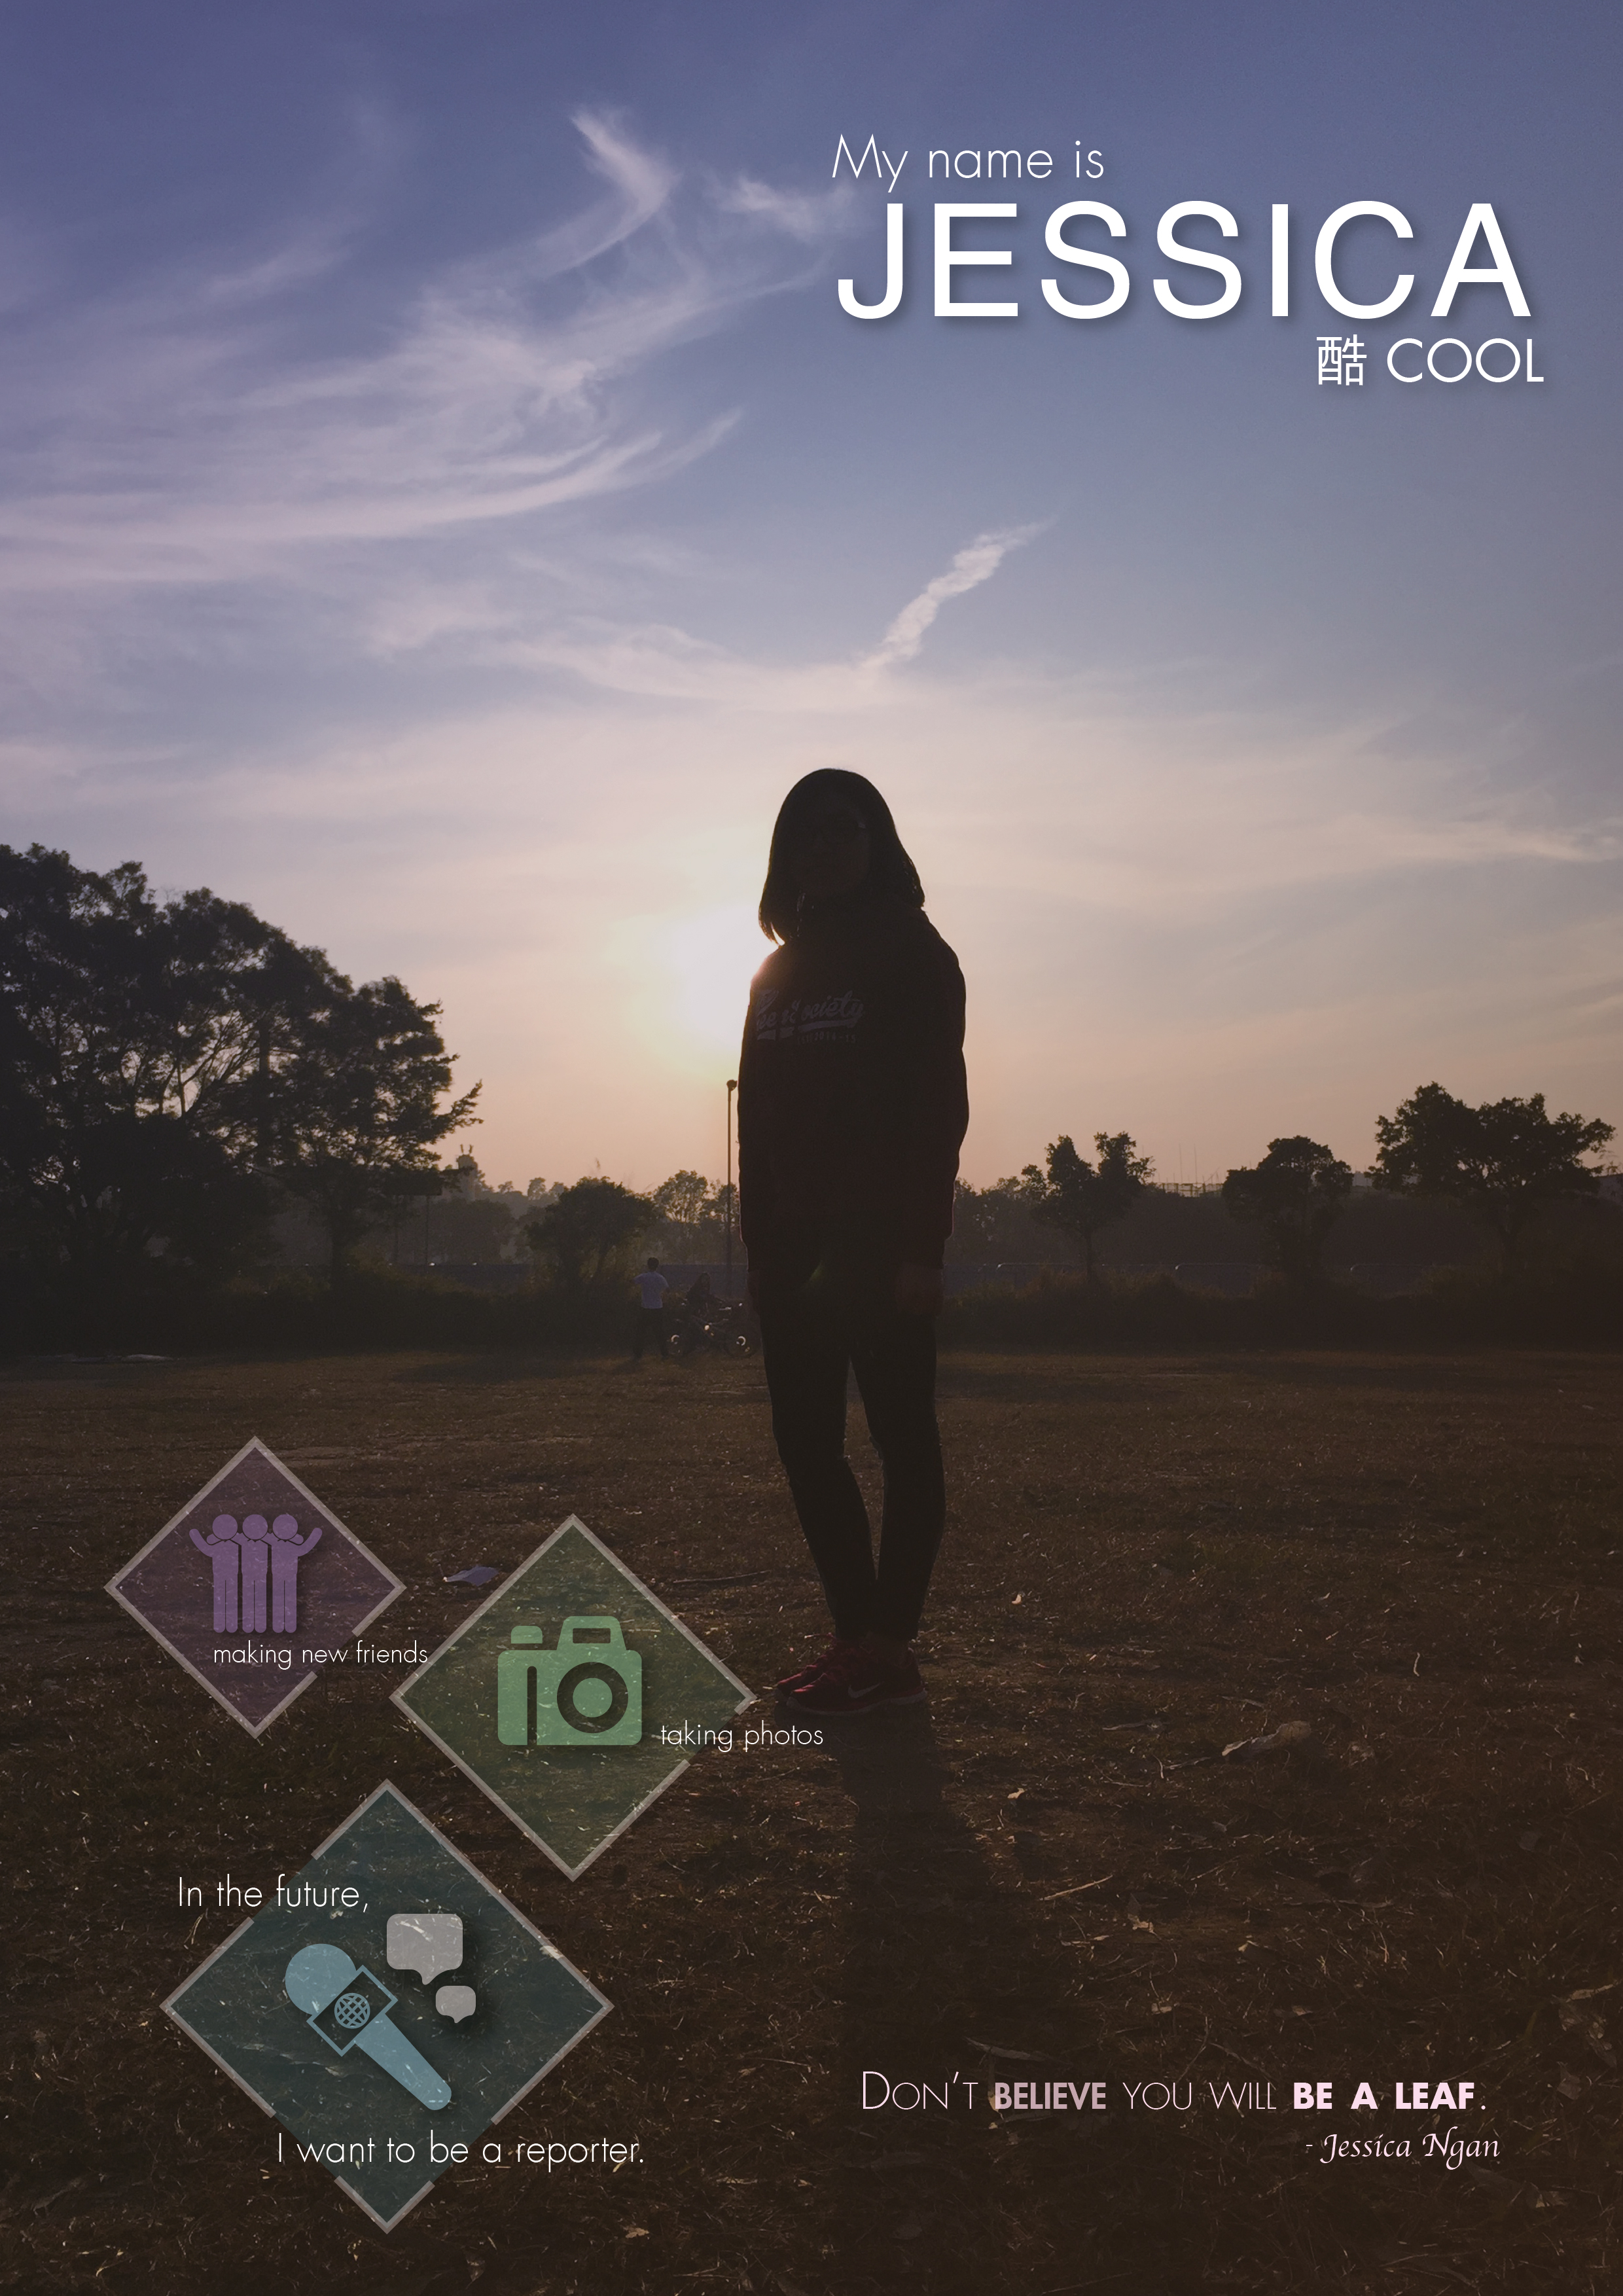 My name is
JESSICA
酷 COOL
making new friends
taking photos
In the future,
I want to be a reporter.
DON'T BELIEVE YOU WILL BE A LEAF.
- Jessica Ngan